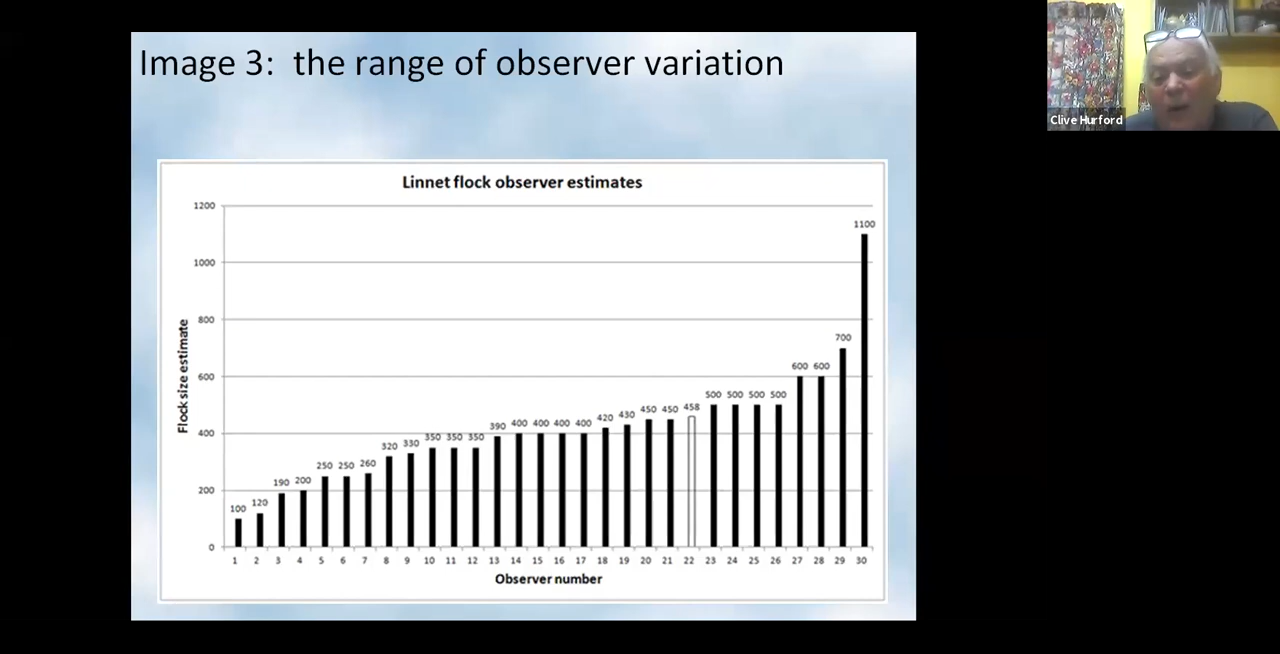 Image 3:  the range of observer variation
Clive Hurford
Linnet flock observer estimates
Flock size estimate
1200
1000
800
600
400
200
0
100 120 190 200 250 250 260 320 330 350 350 350 390 400 400 400 400 420 430 450 450 458 500 500 500 500 600 600 700 1100
1 2 3 4 5 6 7 8 9 10 11 12 13 14 15 16 17 18 19 20 21 22 23 24 25 26 27 28 29 30
Observer number